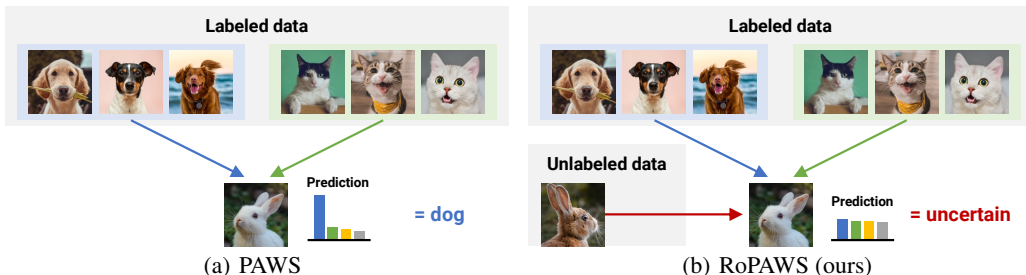 Labeled data
Prediction
= dog
(a) PAWS
Labeled data
Unlabeled data
Prediction
= uncertain
(b) RoPAWS (ours)